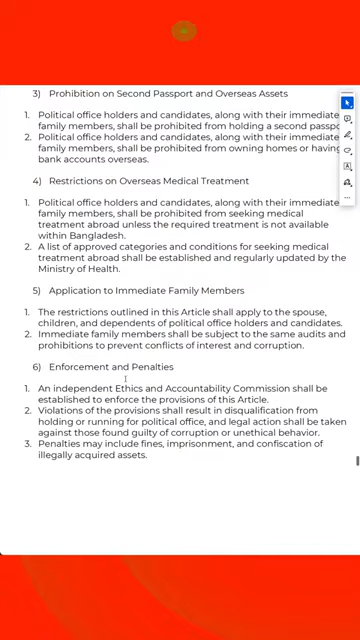 3) Prohibition on Second Passport and Overseas Assets
1. Political office holders and candidates, along with their immediate
family members, shall be prohibited from holding a second passpo
2. Political office holders and candidates, along with their immediate
family members, shall be prohibited from owning homes or having
bank accounts overseas.
4) Restrictions on Overseas Medical Treatment
1. Political office holders and candidates, along with their immediate
family members, shall be prohibited from seeking medical
treatment abroad unless the required treatment is not available
within Bangladesh.
2. A list of approved categories and conditions for seeking medical
treatment abroad shall be established and regularly updated by the
Ministry of Health.
5) Application to Immediate Family Members
1. The restrictions outlined in this Article shall apply to the spouse,
children, and dependents of political office holders and candidates.
2. Immediate family members shall be subject to the same audits and
prohibitions to prevent conflicts of interest and corruption.
6) Enforcement and Penalties
1. An independent Ethics and Accountability Commission shall be
established to enforce the provisions of this Article.
2. Violations of the provisions shall result in disqualification from
holding or running for political office, and legal action shall be taken
against those found guilty of corruption or unethical behavior.
3. Penalties may include fines, imprisonment, and confiscation of
illegally acquired assets.